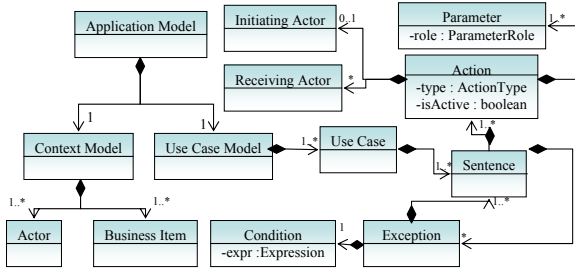 Application Model
Initiating Actor
0..1
Parameter
-role : ParameterRole
1..*
Receiving Actor
*
Action
-type : ActionType
-isActive : boolean
1..*
1
1
Context Model
Use Case Model
1..*
Use Case
1..*
Sentence
1..*
1..*
1..*
Actor
Business Item
Condition
-expr :Expression
1
Exception
*